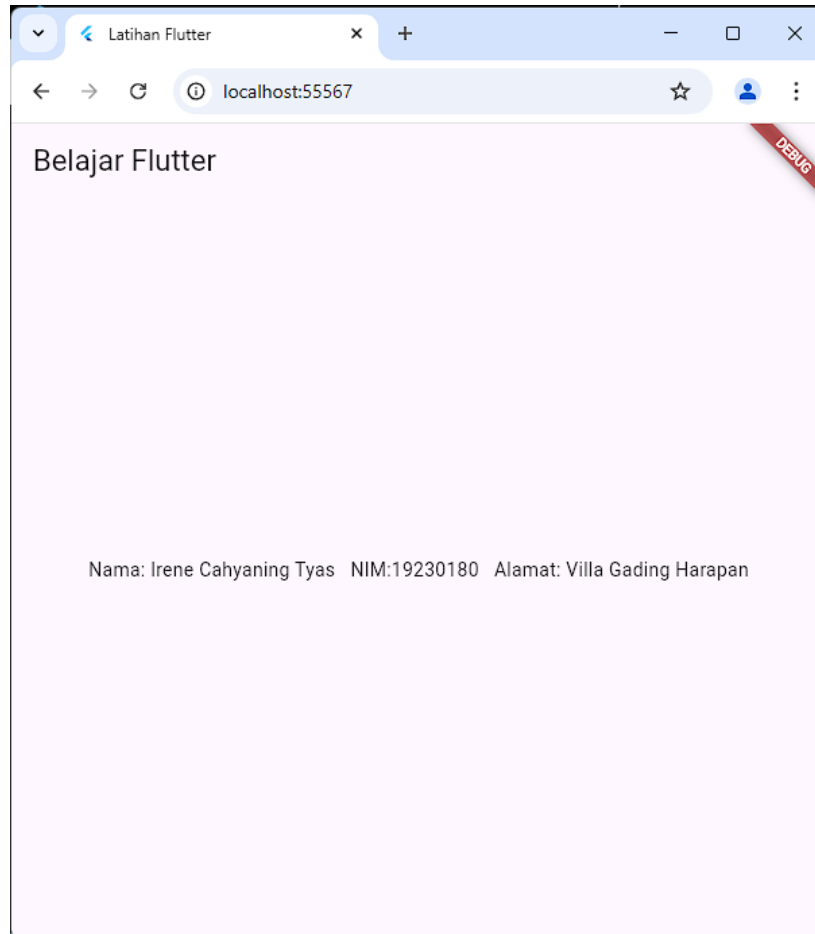 Latihan Flutter
localhost:55567
Belajar Flutter
DEBUG
Nama: Irene Cahyaning Tyas   NIM:19230180   Alamat: Villa Gading Harapan